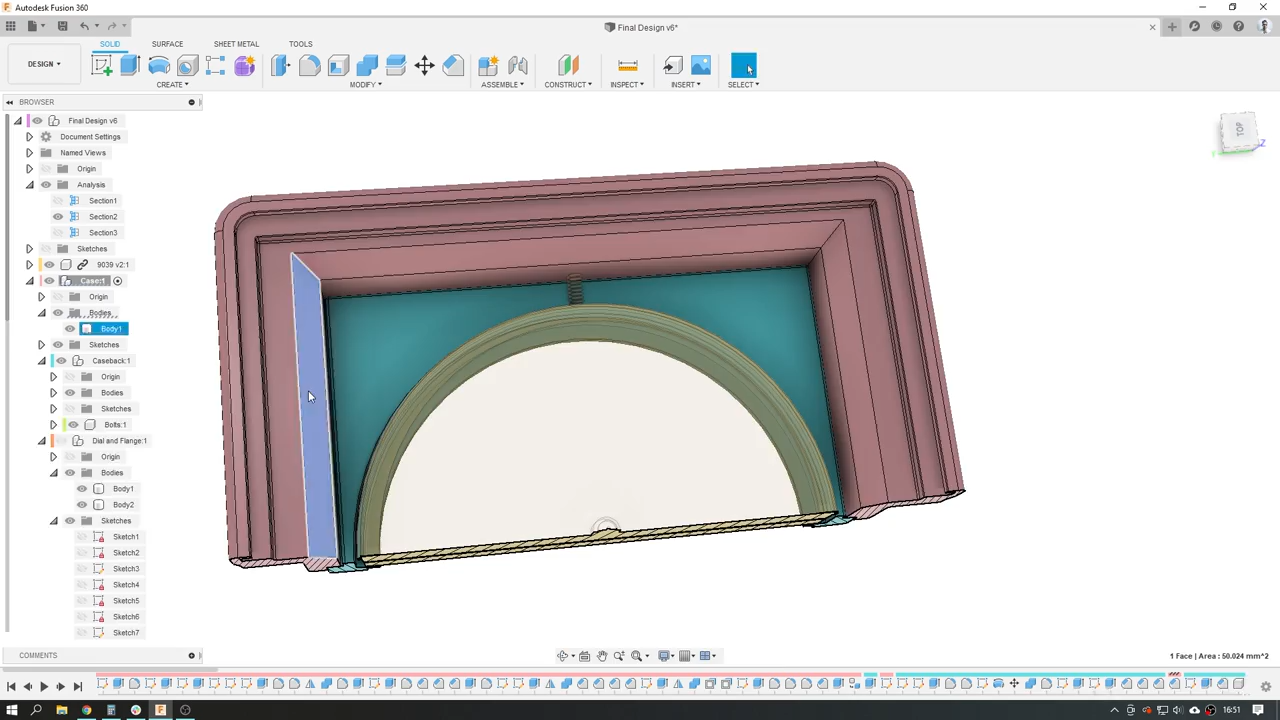 Autodesk Fusion 360
Final Design v6*
DESIGN
SOLID
SURFACE
SHEET METAL
TOOLS
CREATE
MODIFY
ASSEMBLE
CONSTRUCT
INSPECT
INSERT
SELECT
BROWSER
Final Design v6
Document Settings
Named Views
Origin
Analysis
Section1
Section2
Section3
Sketches
9039 v2:1
Case:1
Origin
Bodies
Body1
Sketches
Caseback:1
Origin
Bodies
Sketches
Bolts:1
Dial and Flange:1
Origin
Bodies
Body1
Body2
Sketches
Sketch1
Sketch2
Sketch3
Sketch4
Sketch5
Sketch6
Sketch7
TOP
Z
Y
COMMENTS
1 Face | Area : 50.024 mm^2
16:51